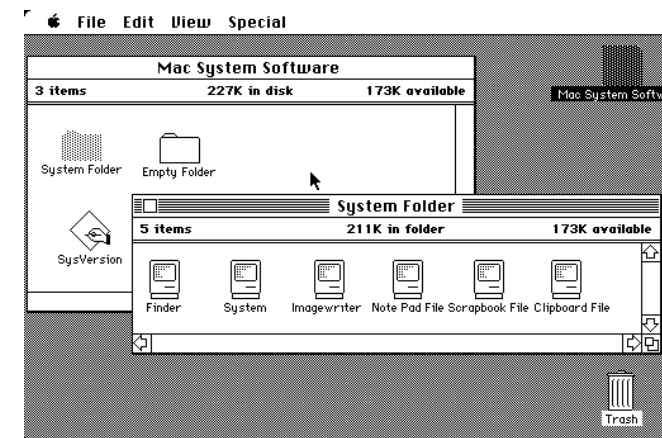 File Edit View Special
Mac System Software
3 items 227K in disk 173K available
Mac System Softw
System Folder Empty Folder
SysVersion
System Folder
5 items 211K in folder 173K available
Finder System Imagewriter Note Pad File Scrapbook File Clipboard File
Trash